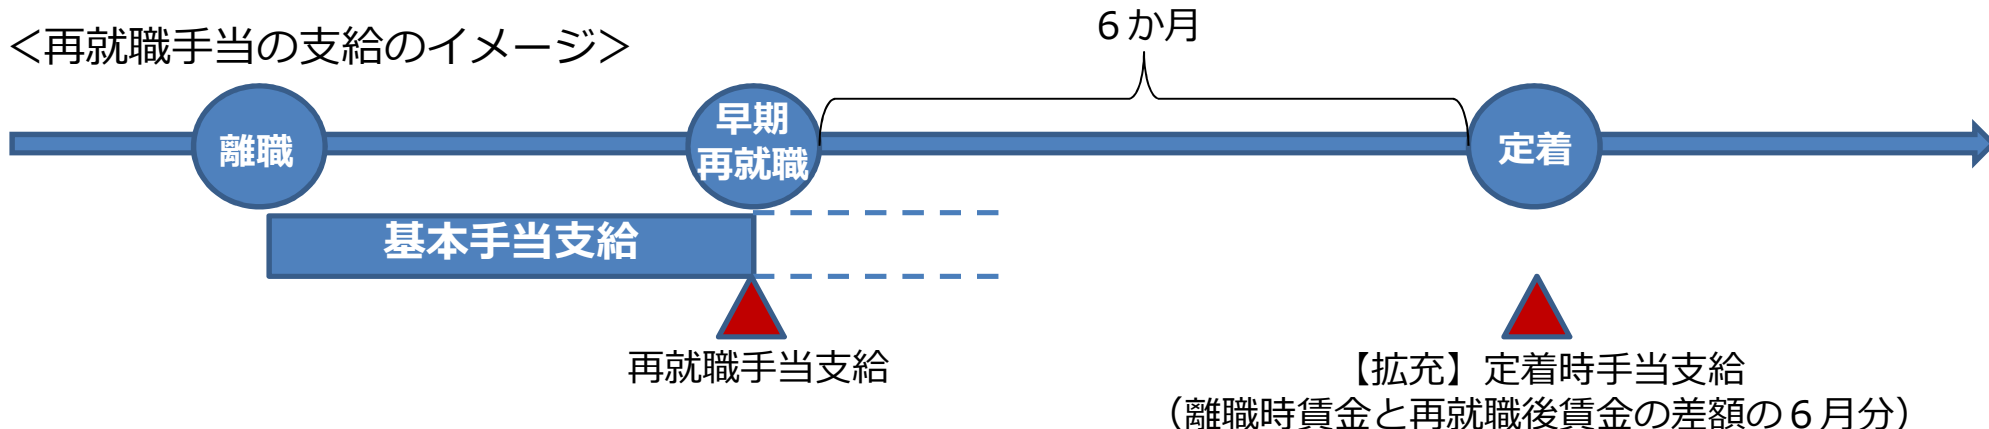 ＜再就職手当の支給のイメージ＞
６か月
離職
早期
再就職
定着
基本手当支給
再就職手当支給
【拡充】定着時手当支給
（離職時賃金と再就職後賃金の差額の６月分）